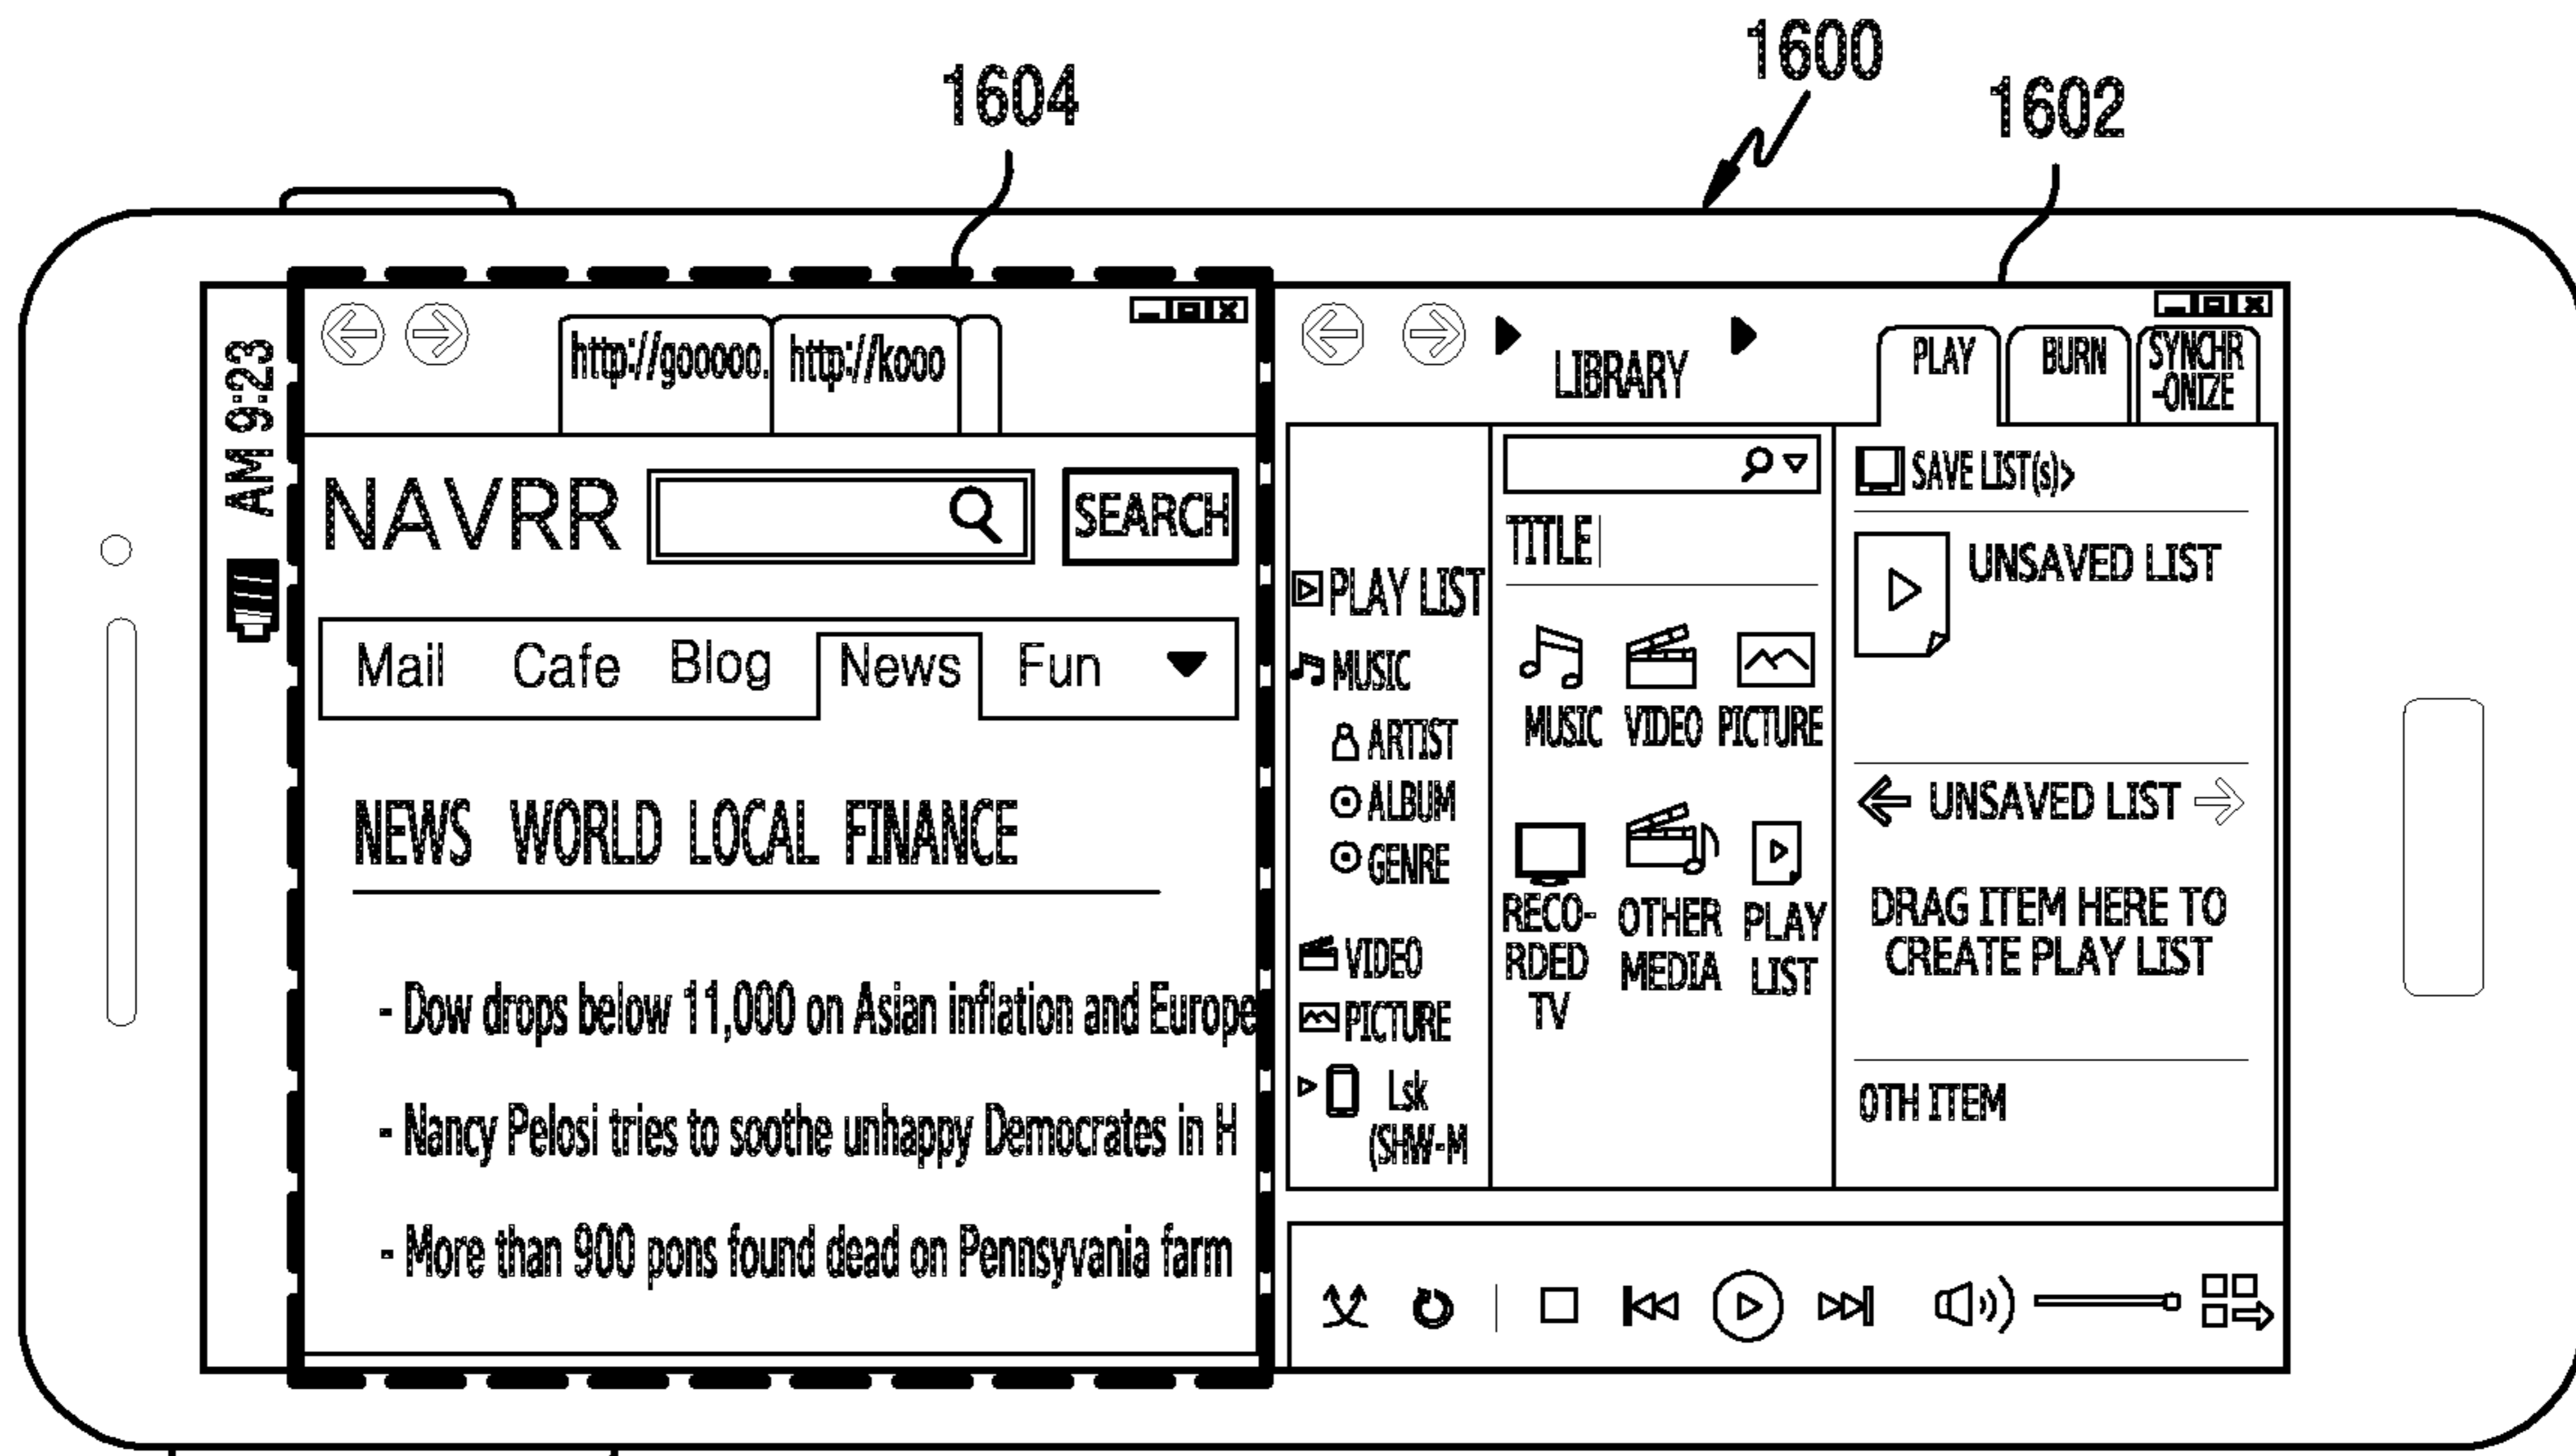 1604
1600
1602
AM 9:23
http://gooooo.
http://kooo
NAVRR
SEARCH
Mail Cafe Blog News Fun
NEWS WORLD LOCAL FINANCE
- Dow drops below 11,000 on Asian inflation and Europe
- Nancy Pelosi tries to soothe unhappy Democrates in H
- More than 900 pons found dead on Pennsyvania farm
LIBRARY
PLAY
BURN
SYNCHR
-ONIZE
PLAY LIST
MUSIC
ARTIST
ALBUM
GENRE
VIDEO
PICTURE
Lsk
(SHW-M
TITLE
MUSIC VIDEO PICTURE
RECO-
RDED
TV
OTHER
MEDIA
PLAY
LIST
SAVE LIST(s)>
UNSAVED LIST
UNSAVED LIST
DRAG ITEM HERE TO
CREATE PLAY LIST
0TH ITEM